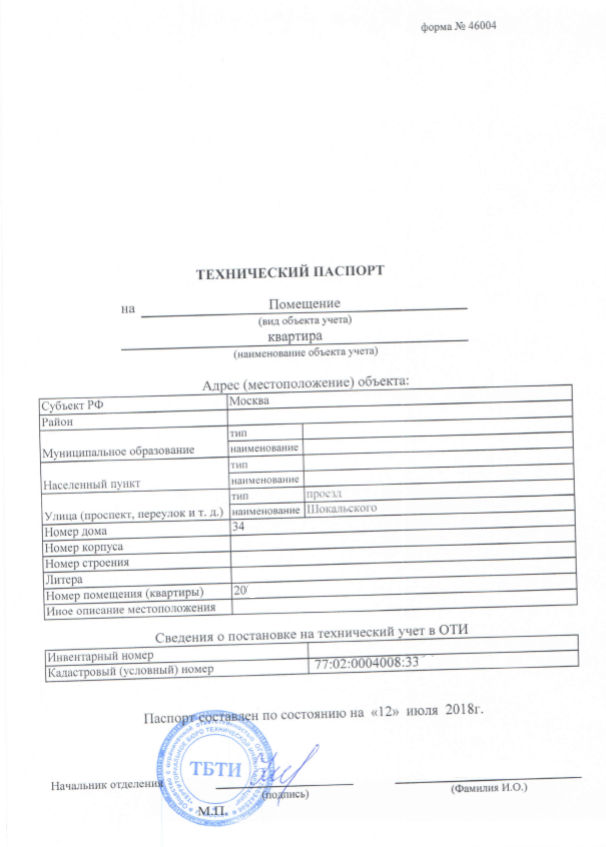 форма № 46004
ТЕХНИЧЕСКИЙ ПАСПОРТ
на Помещение
(вид объекта учета)
квартира
(наименование объекта учета)
Адрес (местоположение) объекта:
Субъект РФ Москва
Район
Муниципальное образование тип
наименование
Населенный пункт тип
наименование
Улица (проспект, переулок и т. д.) тип проезд
наименование Шокальского
Номер дома 34
Номер корпуса
Номер строения
Литера
Номер помещения (квартиры) 20
Иное описание местоположения
Сведения о постановке на технический учет в ОТИ
Инвентарный номер
Кадастровый (условный) номер 77:02:0004008:33
Паспорт составлен по состоянию на «12» июля 2018г.
ТБТИ
Начальник отделения
(подпись)
(Фамилия И.О.)
М.П.